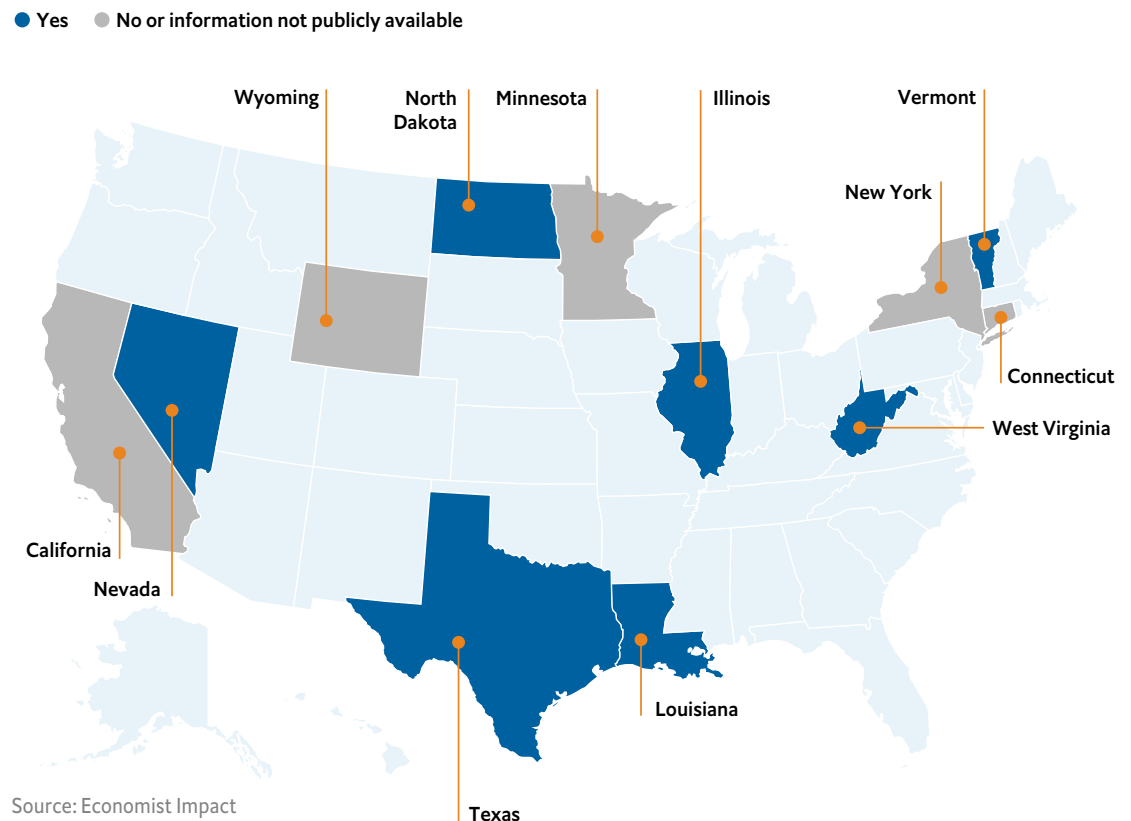 Yes
No or information not publicly available
Wyoming
North
Dakota
Minnesota
Illinois
Vermont
New York
Connecticut
West Virginia
California
Nevada
Louisiana
Texas
Source: Economist Impact